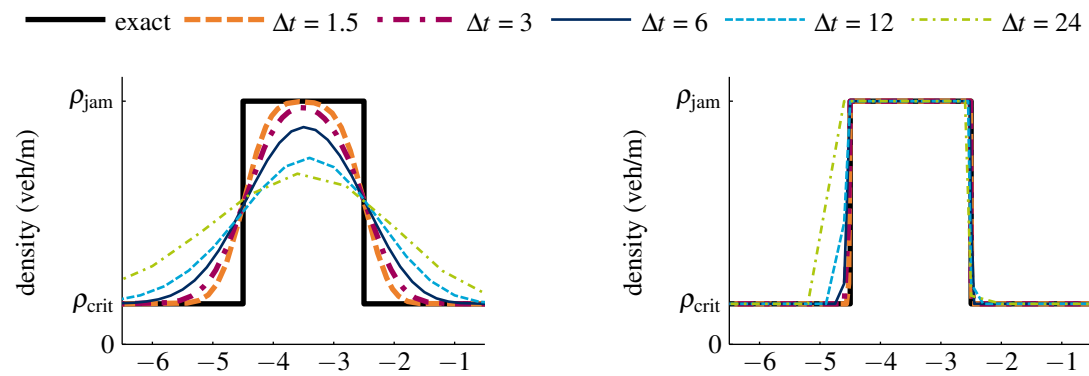 exact Δt = 1.5 Δt = 3 Δt = 6 Δt = 12 Δt = 24
density (veh/m)
ρjam
ρcrit
0
−6 −5 −4 −3 −2 −1
density (veh/m)
ρjam
ρcrit
0
−6 −5 −4 −3 −2 −1